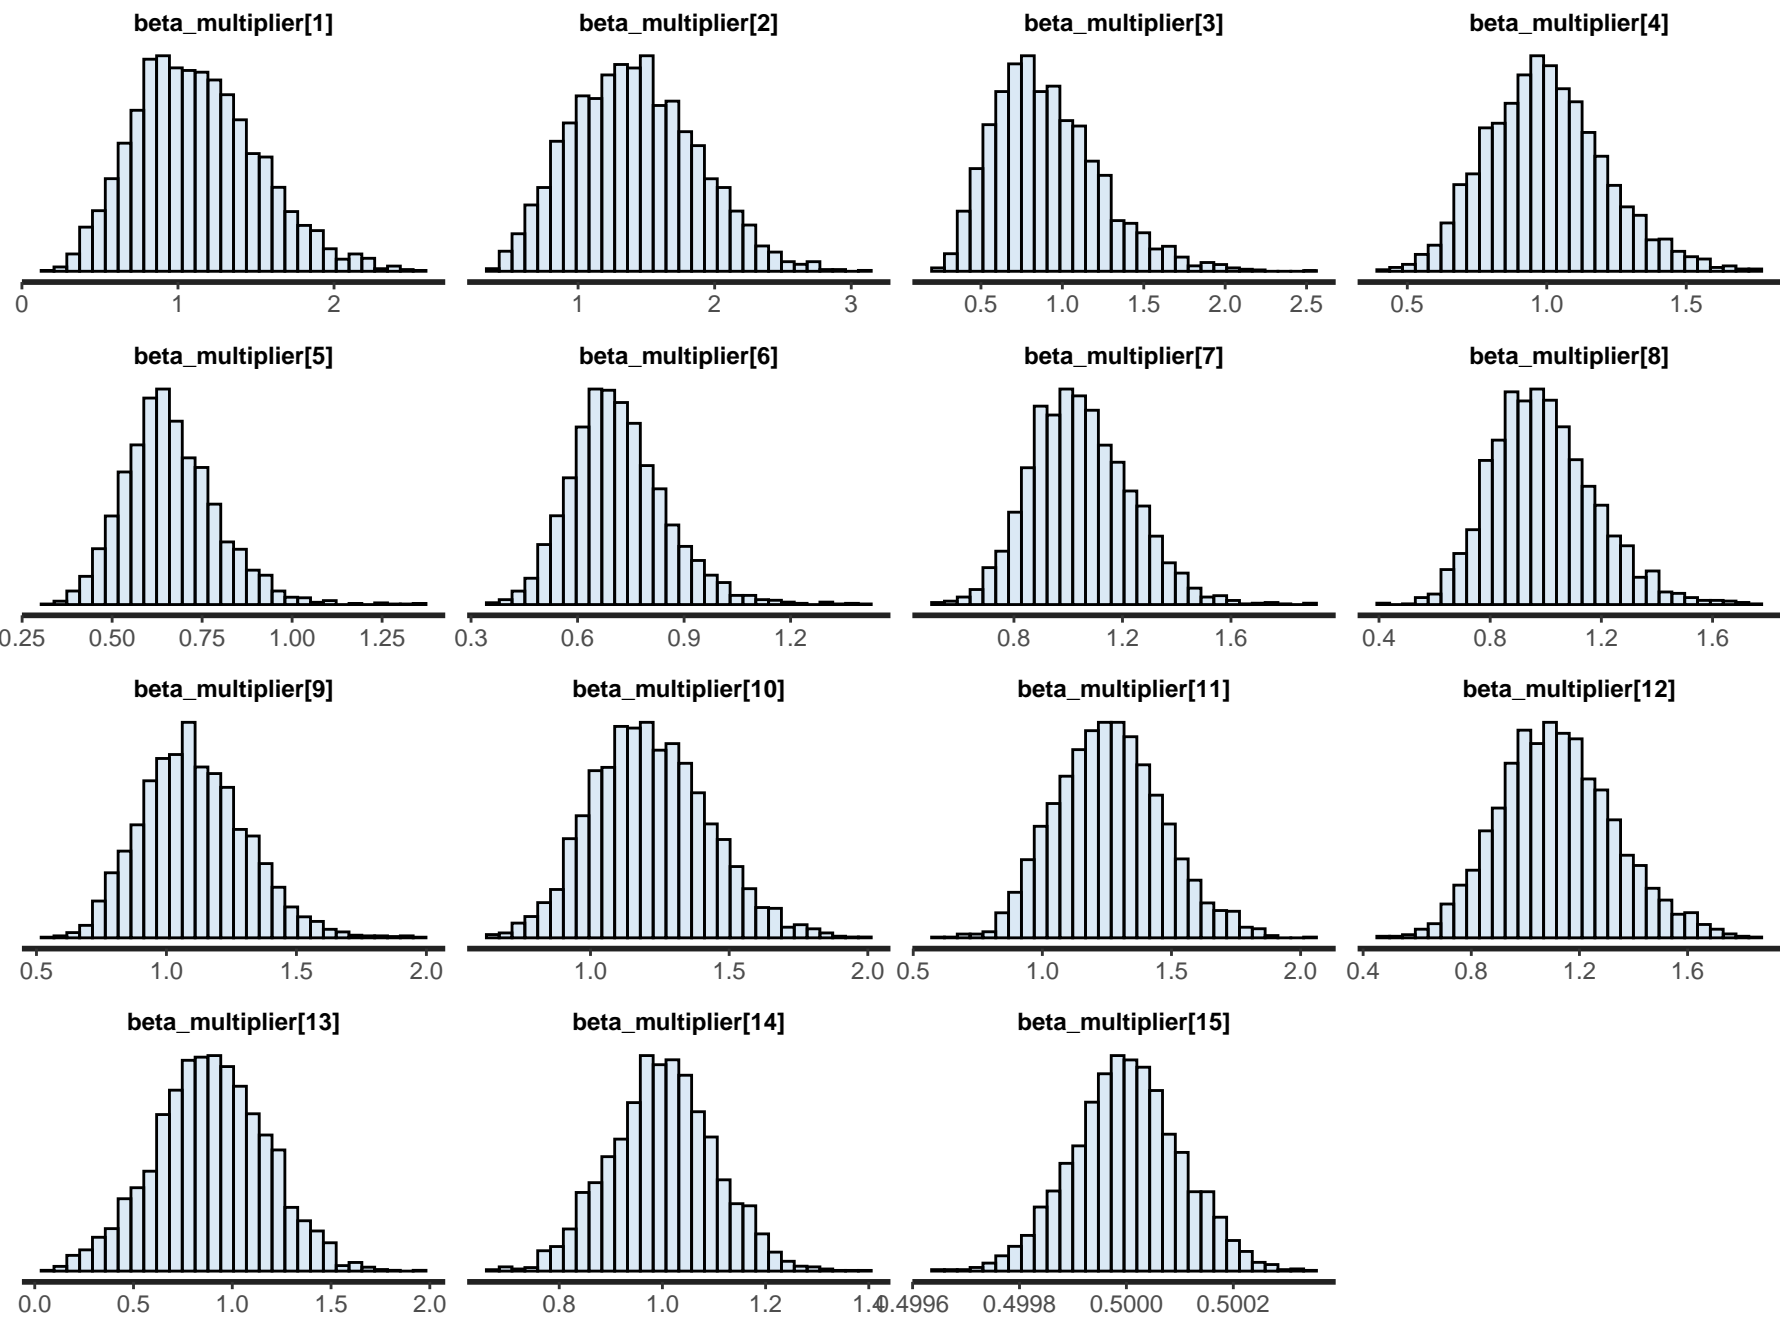 beta_multiplier[1] beta_multiplier[2] beta_multiplier[3] beta_multiplier[4]
0 1 2 1 2 3 0.5 1.0 1.5 2.0 2.5 0.5 1.0 1.5
beta_multiplier[5] beta_multiplier[6] beta_multiplier[7] beta_multiplier[8]
0.25 0.50 0.75 1.00 1.25 0.3 0.6 0.9 1.2 0.8 1.2 1.6 0.4 0.8 1.2 1.6
beta_multiplier[9] beta_multiplier[10] beta_multiplier[11] beta_multiplier[12]
0.5 1.0 1.5 2.0 1.0 1.5 2.0 0.5 1.0 1.5 2.0 0.4 0.8 1.2 1.6
beta_multiplier[13] beta_multiplier[14] beta_multiplier[15]
0.0 0.5 1.0 1.5 2.0 0.8 1.0 1.2 1.4 0.4996 0.4998 0.5000 0.5002